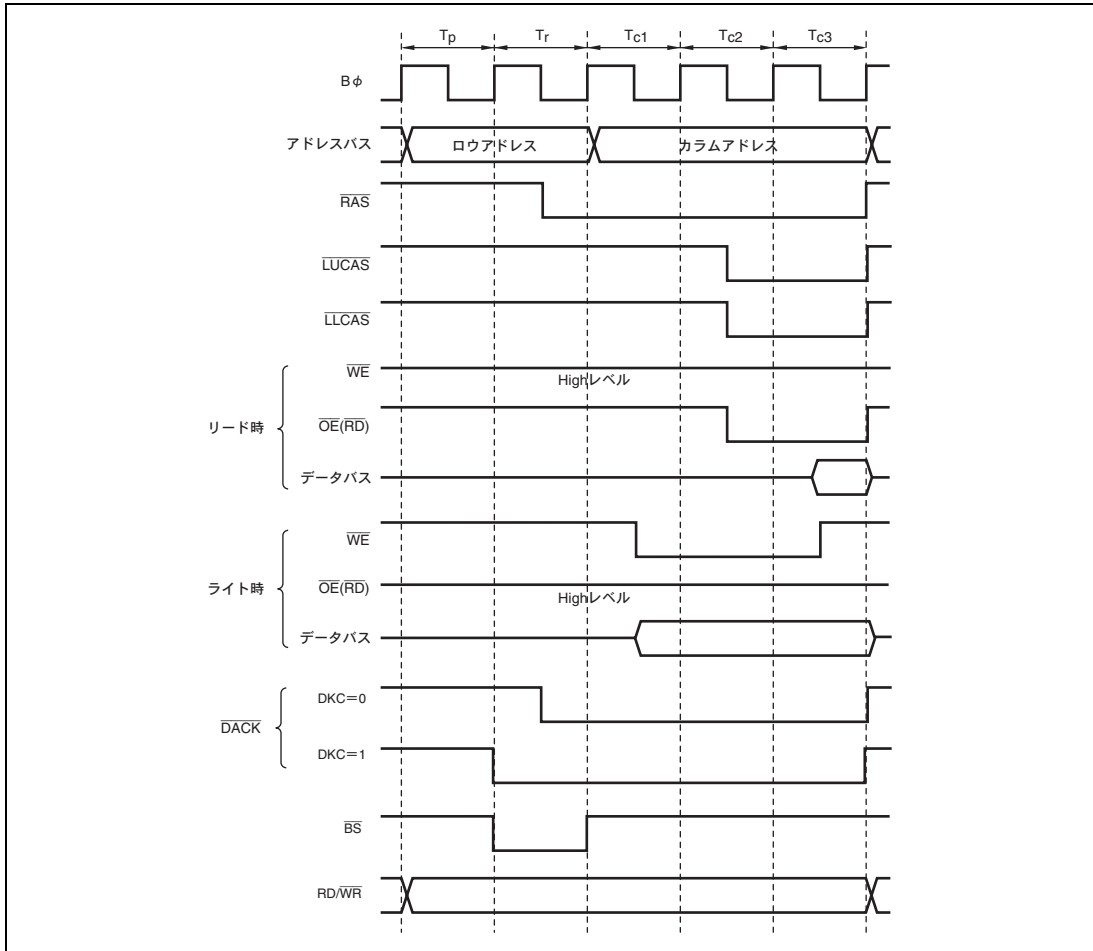 Tp Tr Tc1 Tc2 Tc3
Bφ
アドレスバス ロウアドレス カラムアドレス
RAS
LUCAS
LLCAS
WE
Highレベル
リード時 OE(RD)
データバス
WE
ライト時 OE(RD)
Highレベル
データバス
DKC=0
DACK
DKC=1
BS
RD/WR